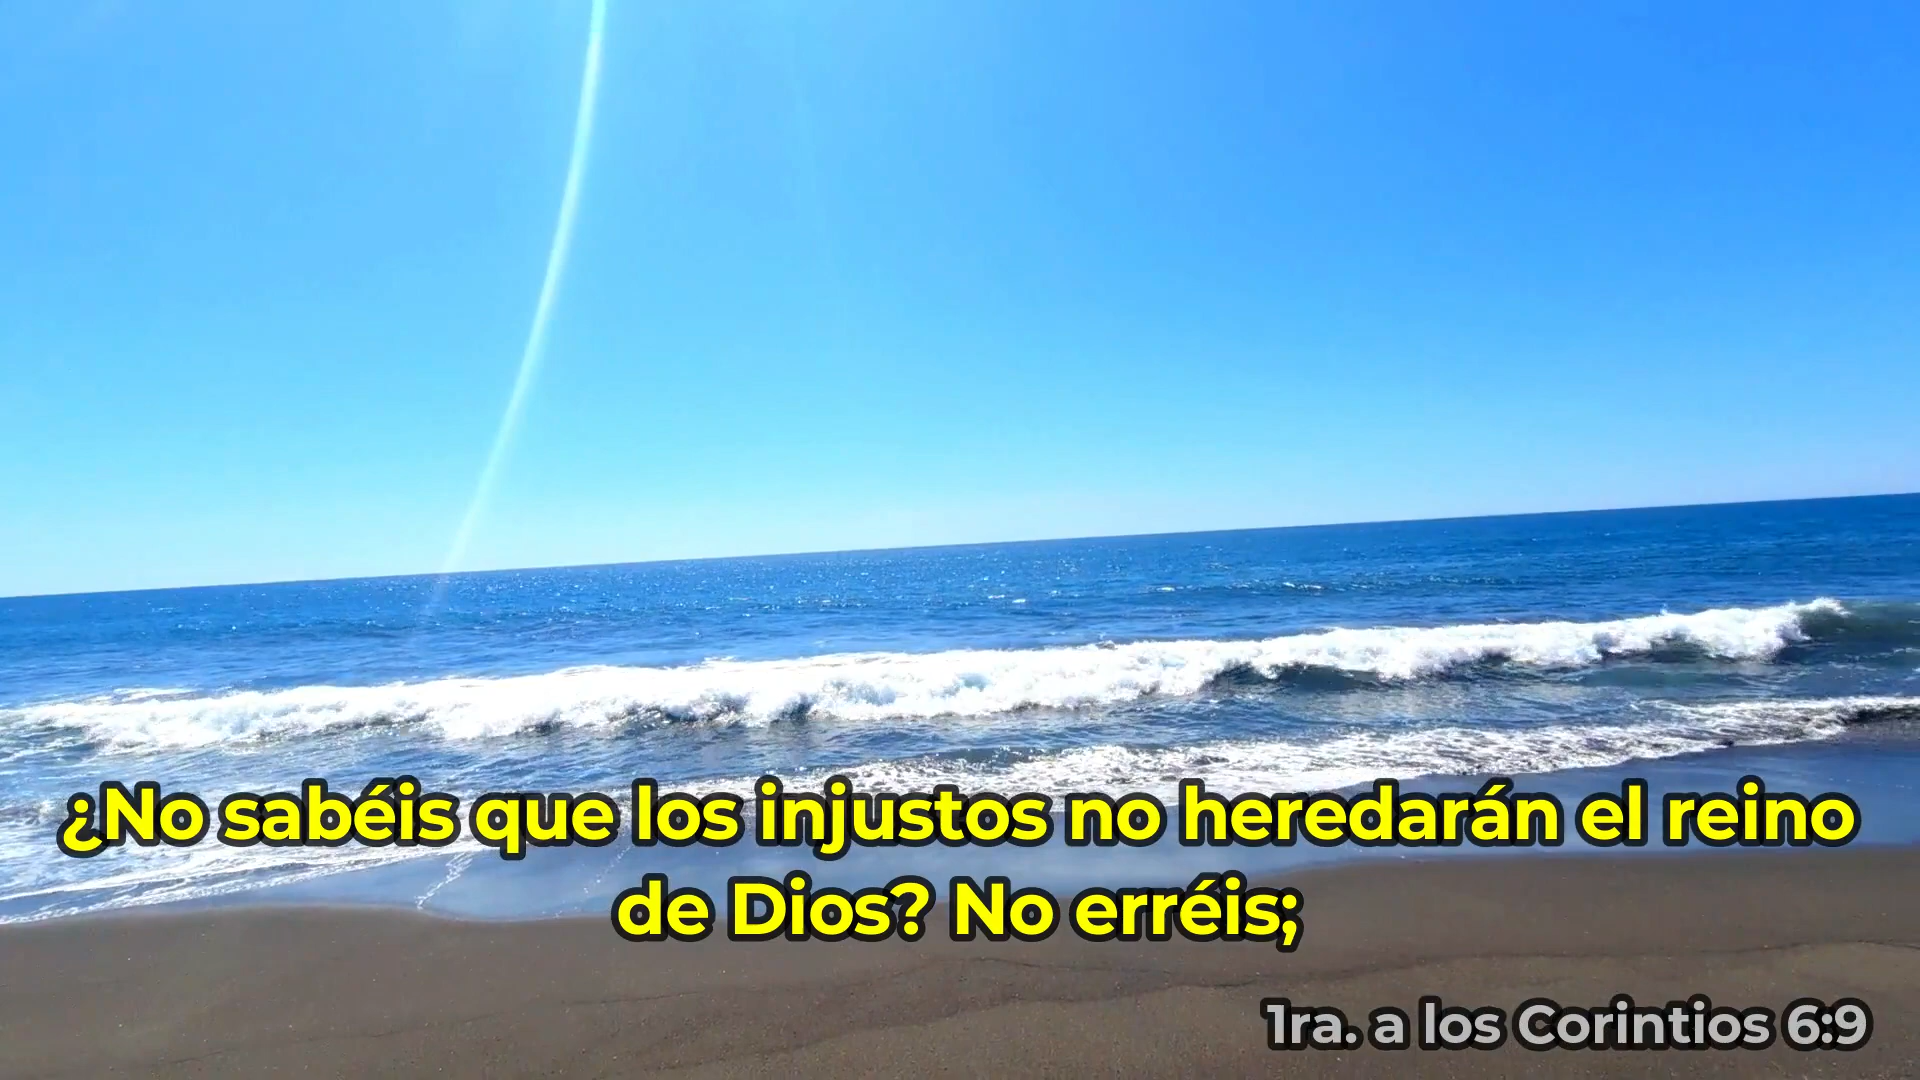 ¿No sabéis que los injustos no heredarán el reino
de Dios? No erréis;
1ra. a los Corintios 6:9